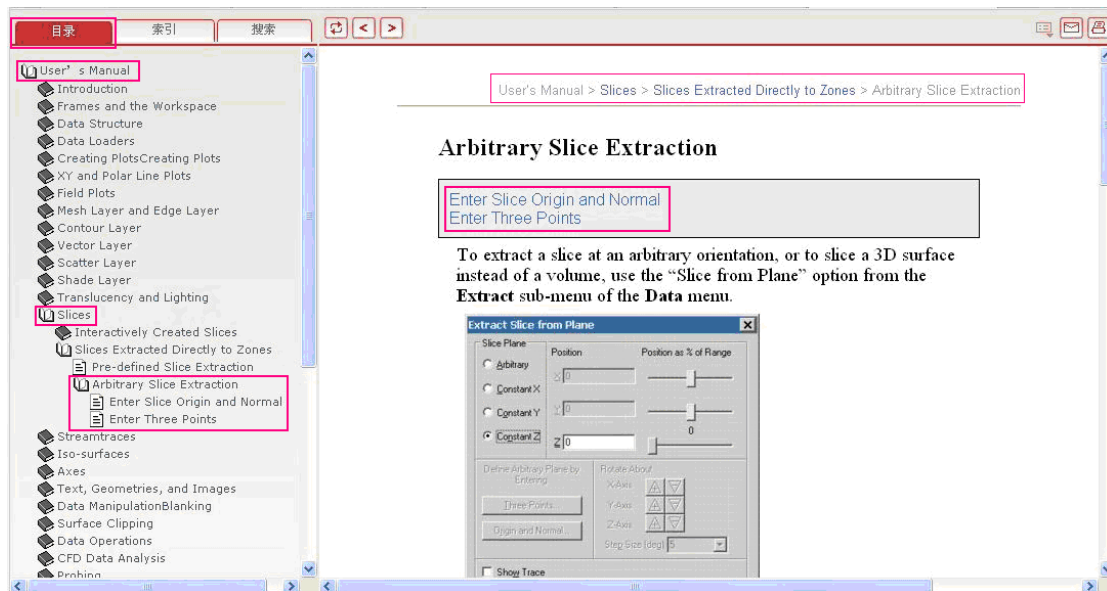 目录
索引
搜索
User' s Manual
Introduction
Frames and the Workspace
Data Structure
Data Loaders
Creating PlotsCreating Plots
XY and Polar Line Plots
Field Plots
Mesh Layer and Edge Layer
Contour Layer
Vector Layer
Scatter Layer
Shade Layer
Translucency and Lighting
Slices
Interactively Created Slices
Slices Extracted Directly to Zones
Pre-defined Slice Extraction
Arbitrary Slice Extraction
Enter Slice Origin and Normal
Enter Three Points
Streamtraces
Iso-surfaces
Axes
Text, Geometries, and Images
Data ManipulationBlanking
Surface Clipping
Data Operations
CFD Data Analysis
Probing
User's Manual > Slices > Slices Extracted Directly to Zones > Arbitrary Slice Extraction
Arbitrary Slice Extraction
Enter Slice Origin and Normal
Enter Three Points
To extract a slice at an arbitrary orientation, or to slice a 3D surface
instead of a volume, use the “Slice from Plane” option from the
Extract sub-menu of the Data menu.
Extract Slice from Plane
Slice Plane
Position
Position as % of Range
Arbitrary
X 0
Constant X
Constant Y
Y 0
0
Constant Z
Z 0
Define Arbitrary Plane by
Entering
Three Points...
Origin and Normal...
Rotate About
X-Axis
Y-Axis
Z-Axis
Step Size (deg) 5
Show Trace